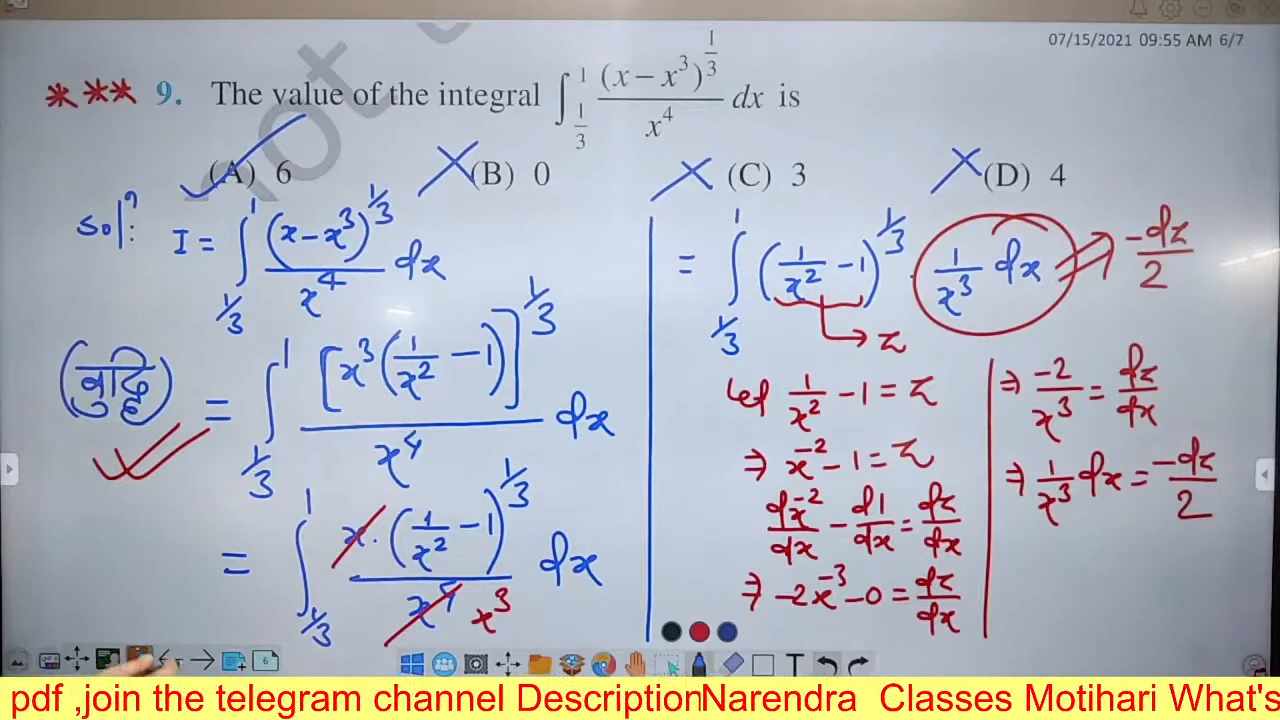 07/15/2021 09:55 AM 6/7
*** 9. The value of the integral ∫_{1/3}^{1} (x − x³)^{1/3} / x⁴ dx is
(A) 6 (B) 0 (C) 3 (D) 4
not
Solⁿ: I = ∫_{1/3}^{1} (x − x³)^{1/3} / x⁴ dx
(बुद्धि) = ∫_{1/3}^{1} [x³(1/x² − 1)]^{1/3} / x⁴ dx
= ∫_{1/3}^{1} x·(1/x² − 1)^{1/3} / x⁴ x³ dx
= ∫_{1/3}^{1} (1/x² − 1)^{1/3} · 1/x³ dx → −dz/2
→ z
Let 1/x² − 1 = z
⇒ x⁻² − 1 = z
dx⁻²/dx − d1/dx = dz/dx
⇒ −2x⁻³ − 0 = dz/dx
⇒ −2/x³ = dz/dx
⇒ 1/x³ dx = −dz/2
6
T
pdf ,join the telegram channel DescriptionNarendra Classes Motihari What's